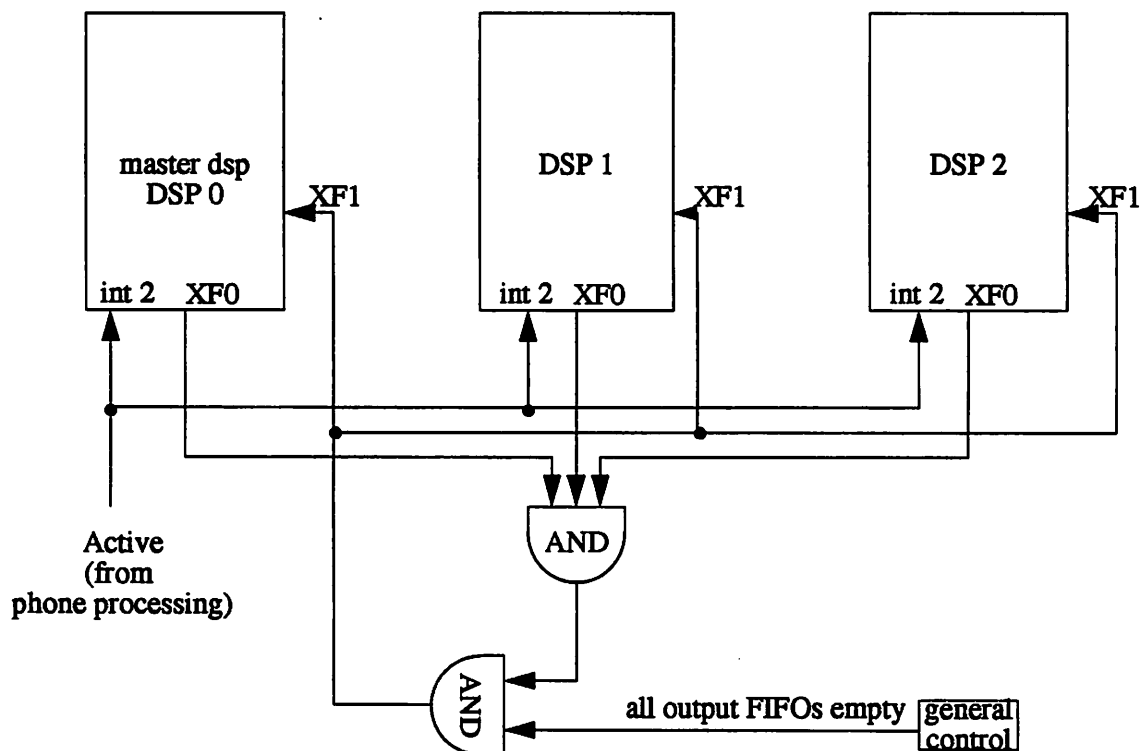 master dsp
DSP 0
XF1
int 2
XF0
DSP 1
XF1
int 2
XF0
DSP 2
XF1
int 2
XF0
Active
(from
phone processing)
AND
AND
all output FIFOs empty
general
control